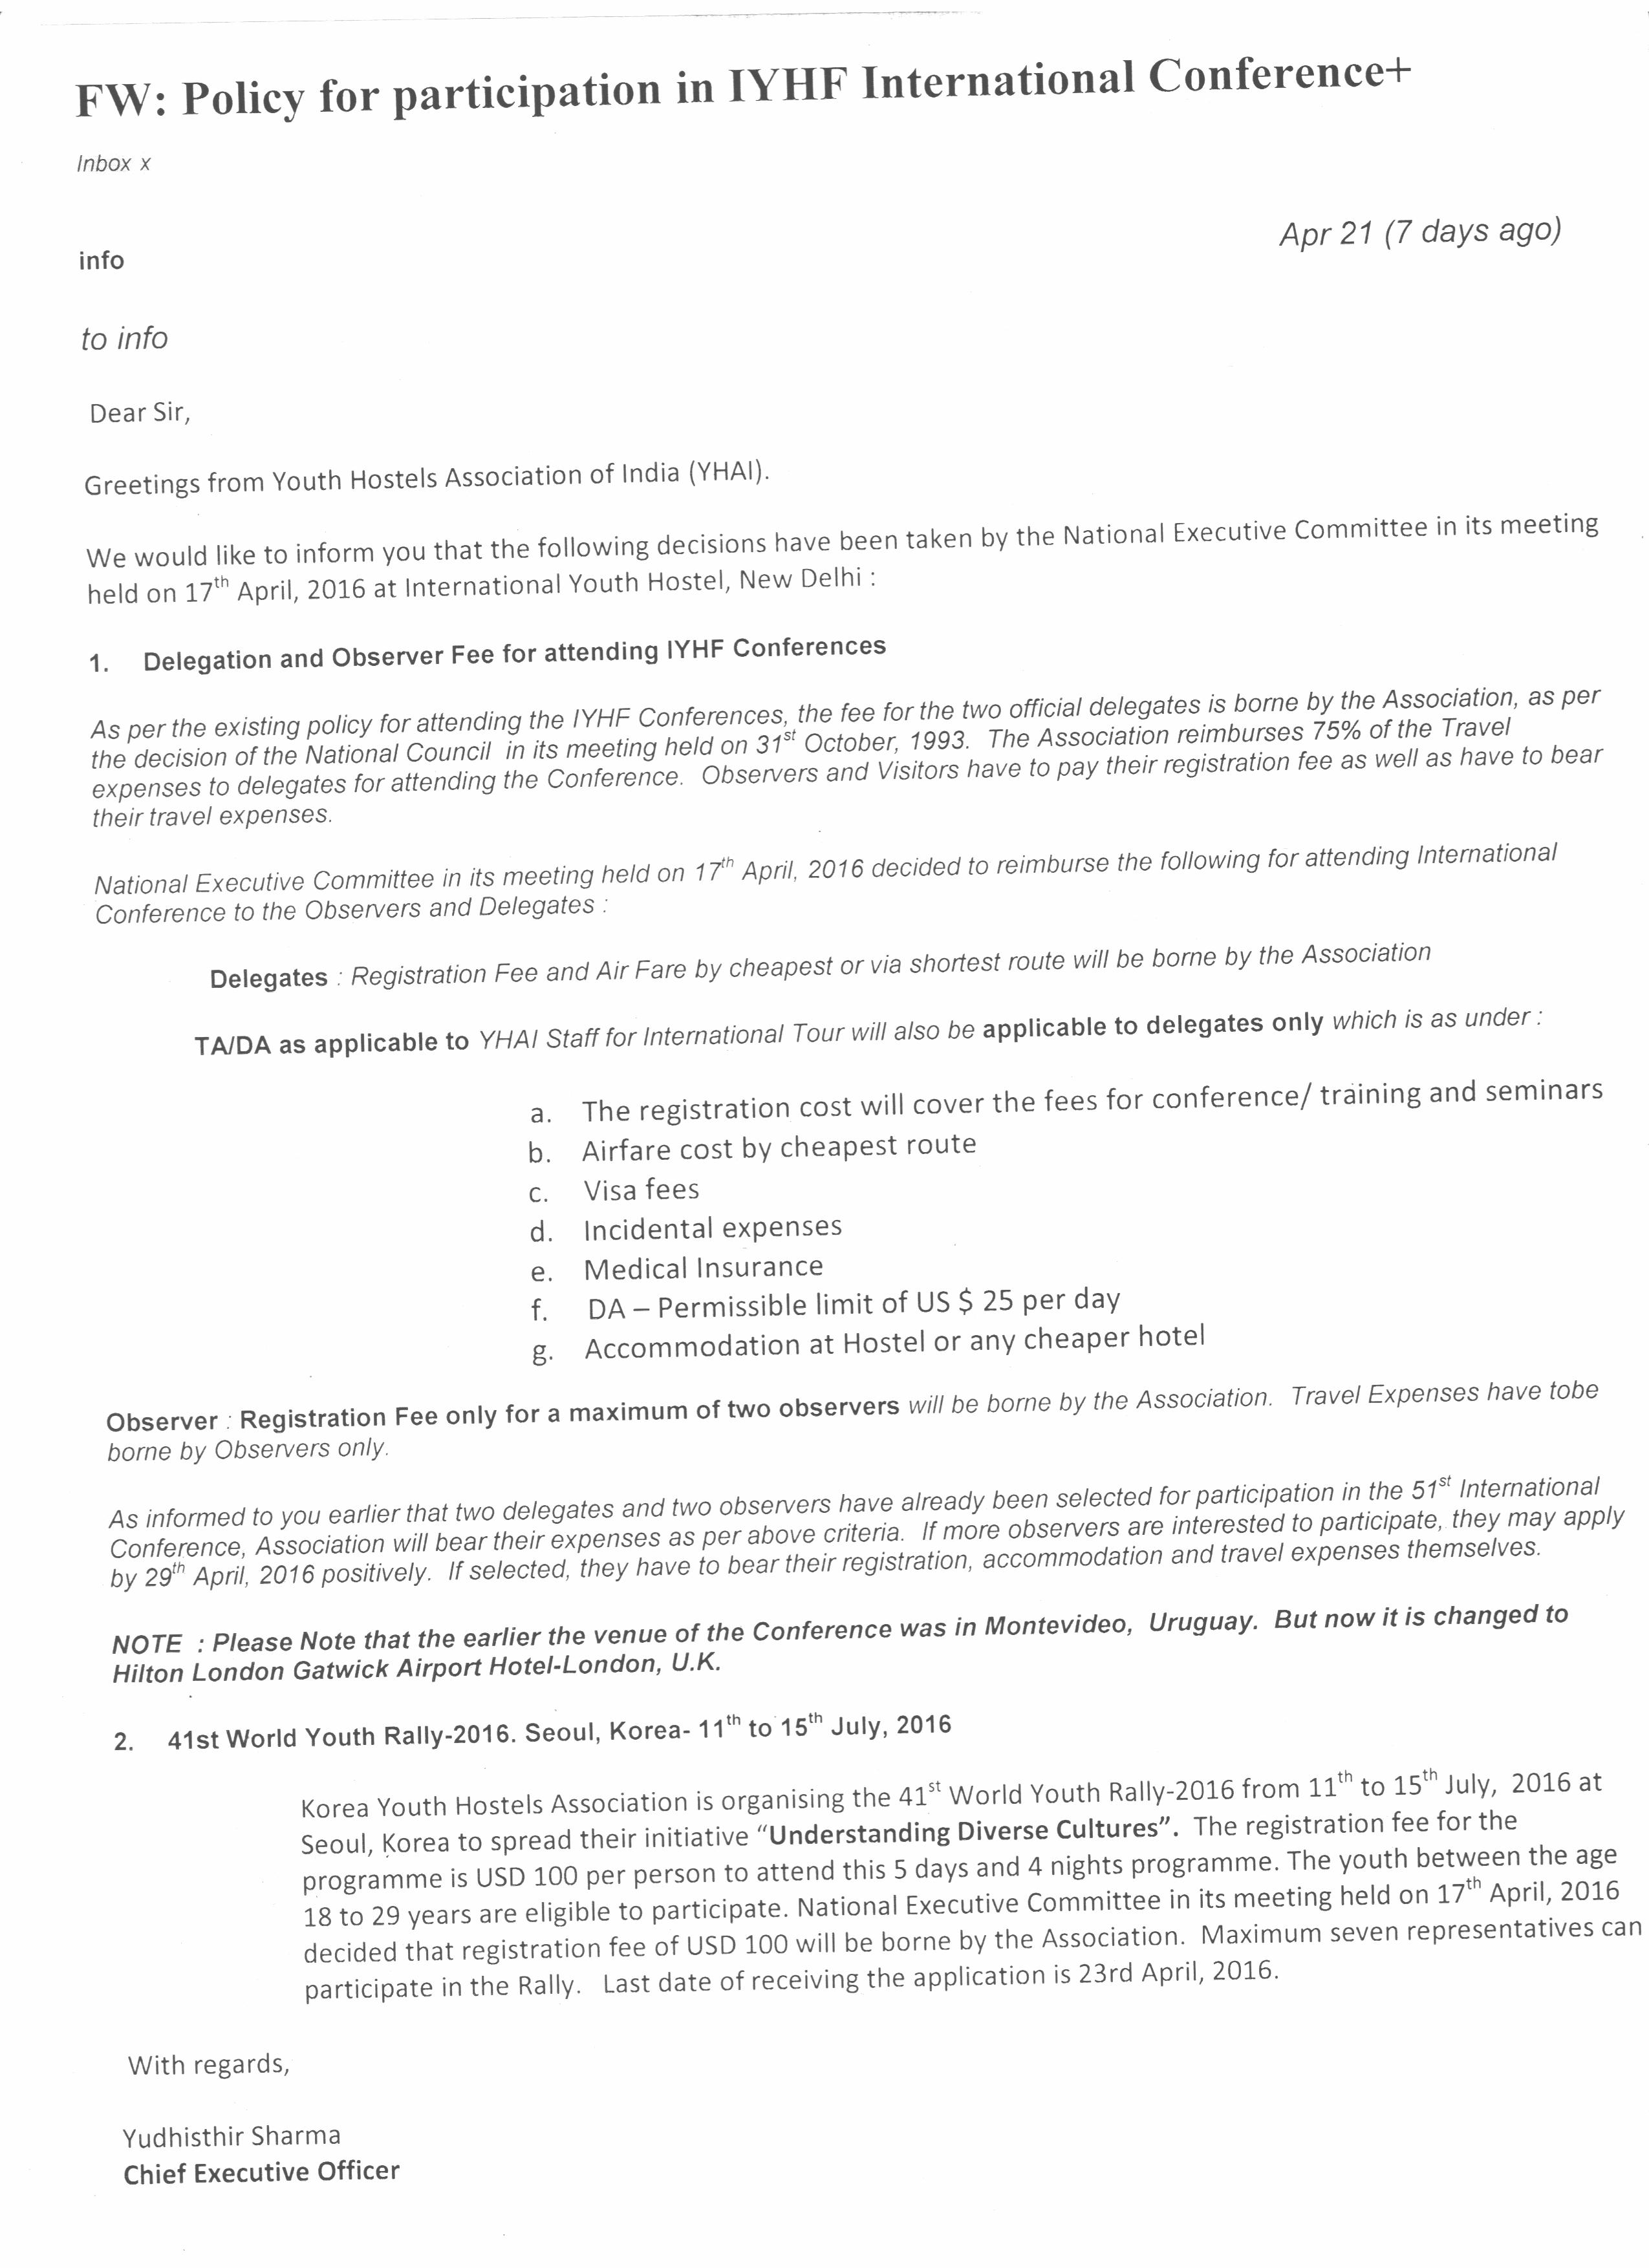 FW: Policy for participation in IYHF International Conference+
Inbox x
Apr 21 (7 days ago)
info
to info
Dear Sir,
Greetings from Youth Hostels Association of India (YHAI).
We would like to inform you that the following decisions have been taken by the National Executive Committee in its meeting
held on 17th April, 2016 at International Youth Hostel, New Delhi :
1. Delegation and Observer Fee for attending IYHF Conferences
As per the existing policy for attending the IYHF Conferences, the fee for the two official delegates is borne by the Association, as per
the decision of the National Council in its meeting held on 31st October, 1993. The Association reimburses 75% of the Travel
expenses to delegates for attending the Conference. Observers and Visitors have to pay their registration fee as well as have to bear
their travel expenses.
National Executive Committee in its meeting held on 17th April, 2016 decided to reimburse the following for attending International
Conference to the Observers and Delegates :
Delegates : Registration Fee and Air Fare by cheapest or via shortest route will be borne by the Association
TA/DA as applicable to YHAI Staff for International Tour will also be applicable to delegates only which is as under :
a. The registration cost will cover the fees for conference/ training and seminars
b. Airfare cost by cheapest route
c. Visa fees
d. Incidental expenses
e. Medical Insurance
f. DA – Permissible limit of US $ 25 per day
g. Accommodation at Hostel or any cheaper hotel
Observer : Registration Fee only for a maximum of two observers will be borne by the Association. Travel Expenses have tobe
borne by Observers only.
As informed to you earlier that two delegates and two observers have already been selected for participation in the 51st International
Conference, Association will bear their expenses as per above criteria. If more observers are interested to participate, they may apply
by 29th April, 2016 positively. If selected, they have to bear their registration, accommodation and travel expenses themselves.
NOTE : Please Note that the earlier the venue of the Conference was in Montevideo, Uruguay. But now it is changed to
Hilton London Gatwick Airport Hotel-London, U.K.
2. 41st World Youth Rally-2016. Seoul, Korea- 11th to 15th July, 2016
Korea Youth Hostels Association is organising the 41st World Youth Rally-2016 from 11th to 15th July, 2016 at
Seoul, Korea to spread their initiative “Understanding Diverse Cultures”. The registration fee for the
programme is USD 100 per person to attend this 5 days and 4 nights programme. The youth between the age
18 to 29 years are eligible to participate. National Executive Committee in its meeting held on 17th April, 2016
decided that registration fee of USD 100 will be borne by the Association. Maximum seven representatives can
participate in the Rally. Last date of receiving the application is 23rd April, 2016.
With regards,
Yudhisthir Sharma
Chief Executive Officer